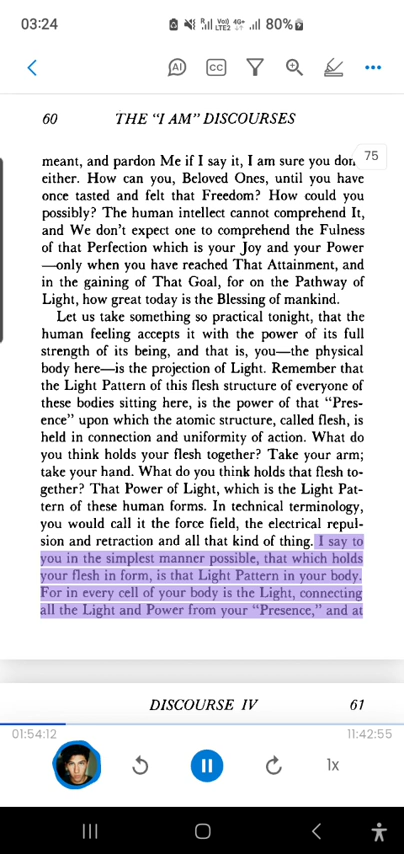 03:24
Vo)) 4G+
R LTE2 80%
AI CC
60 THE “I AM” DISCOURSES
75
meant, and pardon Me if I say it, I am sure you don’
either. How can you, Beloved Ones, until you have
once tasted and felt that Freedom? How could you
possibly? The human intellect cannot comprehend It,
and We don’t expect one to comprehend the Fulness
of that Perfection which is your Joy and your Power
—only when you have reached That Attainment, and
in the gaining of That Goal, for on the Pathway of
Light, how great today is the Blessing of mankind.
Let us take something so practical tonight, that the
human feeling accepts it with the power of its full
strength of its being, and that is, you—the physical
body here—is the projection of Light. Remember that
the Light Pattern of this flesh structure of everyone of
these bodies sitting here, is the power of that “Pres-
ence” upon which the atomic structure, called flesh, is
held in connection and uniformity of action. What do
you think holds your flesh together? Take your arm;
take your hand. What do you think holds that flesh to-
gether? That Power of Light, which is the Light Pat-
tern of these human forms. In technical terminology,
you would call it the force field, the electrical repul-
sion and retraction and all that kind of thing. I say to
you in the simplest manner possible, that which holds
your flesh in form, is that Light Pattern in your body.
For in every cell of your body is the Light, connecting
all the Light and Power from your “Presence,” and at
DISCOURSE IV 61
01:54:12 11:42:55
1x